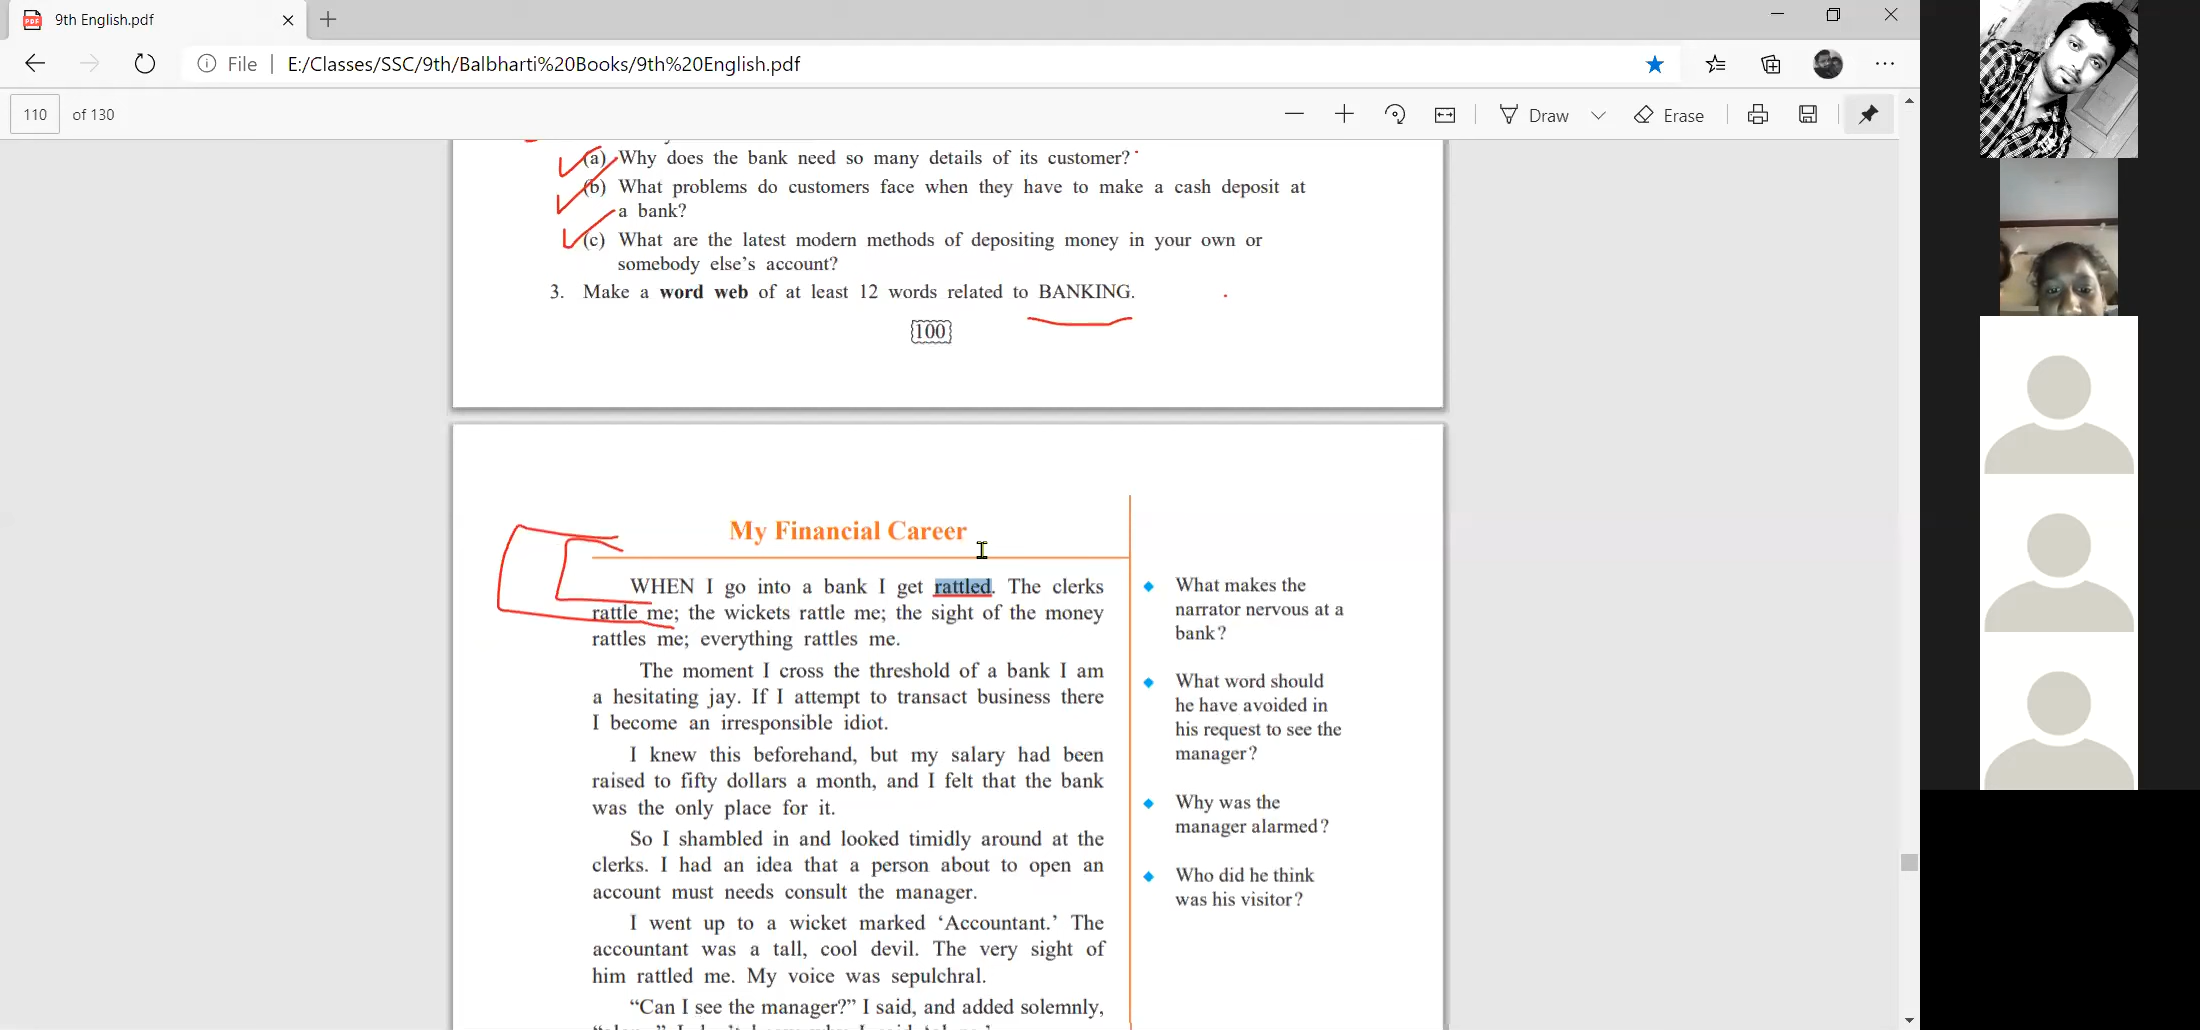 9th English.pdf
File | E:/Classes/SSC/9th/Balbharti%20Books/9th%20English.pdf
110 of 130
Draw
Erase
(a) Why does the bank need so many details of its customer?
(b) What problems do customers face when they have to make a cash deposit at
a bank?
(c) What are the latest modern methods of depositing money in your own or
somebody else’s account?
3. Make a word web of at least 12 words related to BANKING.
100
My Financial Career
WHEN I go into a bank I get rattled. The clerks
rattle me; the wickets rattle me; the sight of the money
rattles me; everything rattles me.
The moment I cross the threshold of a bank I am
a hesitating jay. If I attempt to transact business there
I become an irresponsible idiot.
I knew this beforehand, but my salary had been
raised to fifty dollars a month, and I felt that the bank
was the only place for it.
So I shambled in and looked timidly around at the
clerks. I had an idea that a person about to open an
account must needs consult the manager.
I went up to a wicket marked ‘Accountant.’ The
accountant was a tall, cool devil. The very sight of
him rattled me. My voice was sepulchral.
“Can I see the manager?” I said, and added solemnly,
What makes the
narrator nervous at a
bank?
What word should
he have avoided in
his request to see the
manager?
Why was the
manager alarmed?
Who did he think
was his visitor?